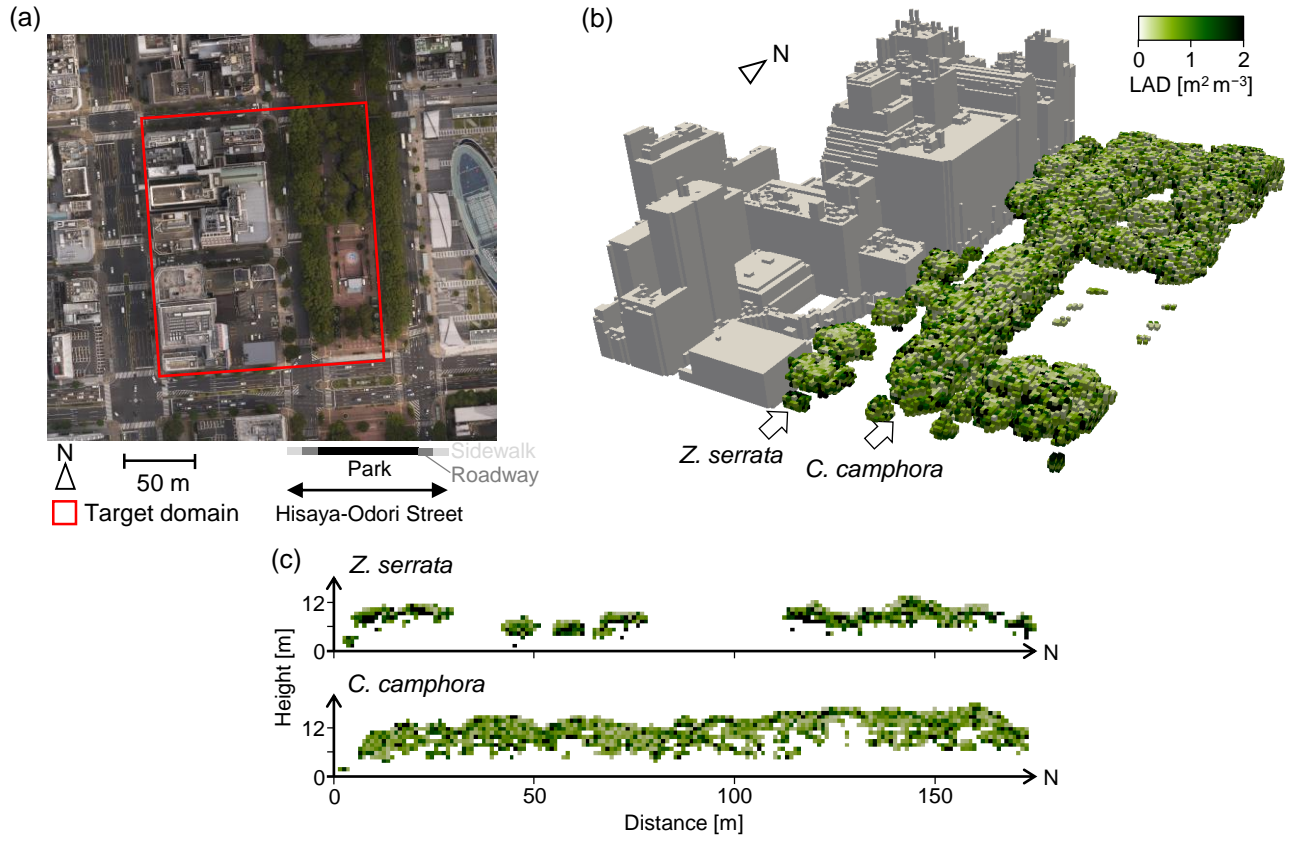 (a)
N
50 m
Target domain
Sidewalk
Park
Roadway
Hisaya-Odori Street
(b)
N
0 1 2
LAD [m² m⁻³]
Z. serrata
C. camphora
(c)
Z. serrata
12
0
N
C. camphora
12
0
N
Height [m]
0 50 100 150
Distance [m]